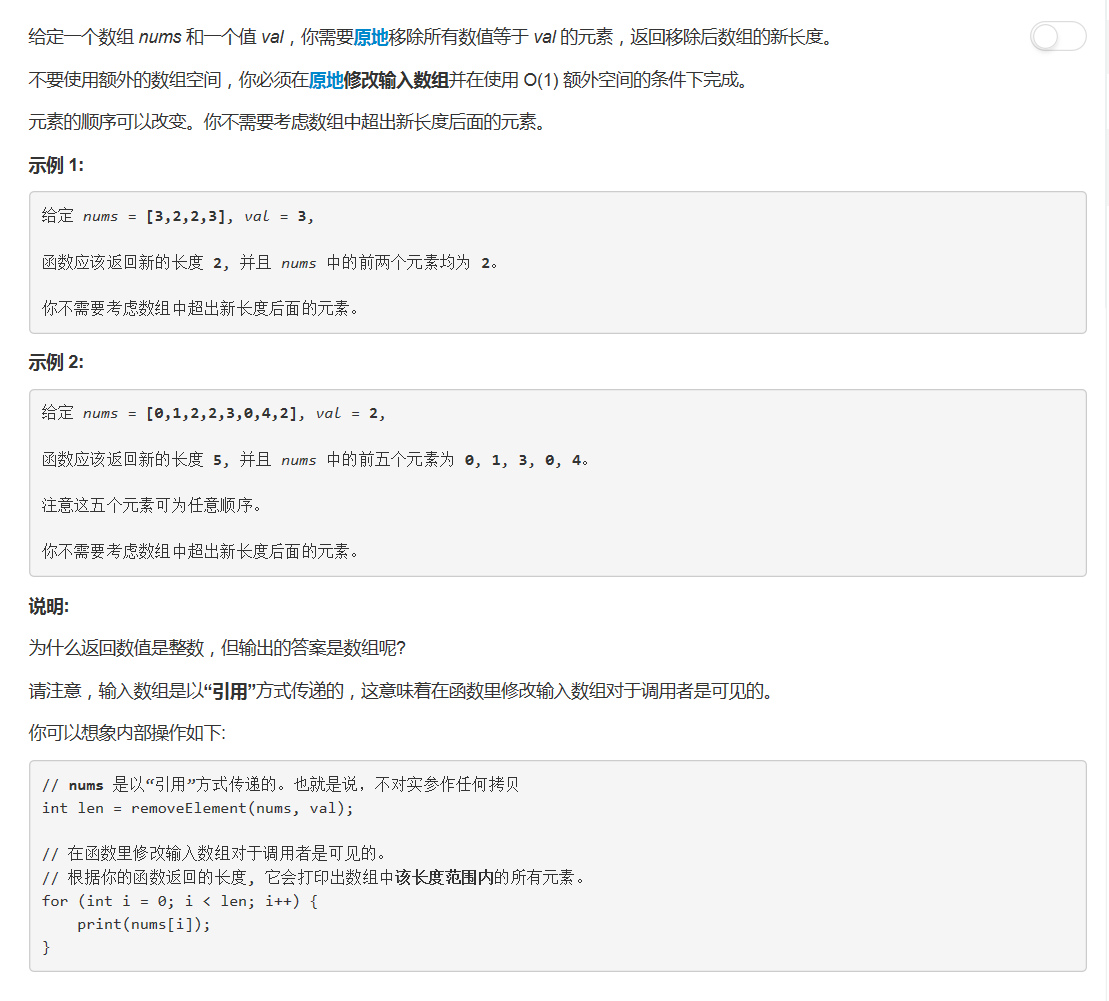 给定一个数组 nums 和一个值 val，你需要原地移除所有数值等于 val 的元素，返回移除后数组的新长度。
不要使用额外的数组空间，你必须在原地修改输入数组并在使用 O(1) 额外空间的条件下完成。
元素的顺序可以改变。你不需要考虑数组中超出新长度后面的元素。
示例 1:
给定 nums = [3,2,2,3], val = 3,
函数应该返回新的长度 2, 并且 nums 中的前两个元素均为 2。
你不需要考虑数组中超出新长度后面的元素。
示例 2:
给定 nums = [0,1,2,2,3,0,4,2], val = 2,
函数应该返回新的长度 5, 并且 nums 中的前五个元素为 0, 1, 3, 0, 4。
注意这五个元素可为任意顺序。
你不需要考虑数组中超出新长度后面的元素。
说明:
为什么返回数值是整数，但输出的答案是数组呢?
请注意，输入数组是以“引用”方式传递的，这意味着在函数里修改输入数组对于调用者是可见的。
你可以想象内部操作如下:
// nums 是以“引用”方式传递的。也就是说，不对实参作任何拷贝
int len = removeElement(nums, val);
// 在函数里修改输入数组对于调用者是可见的。
// 根据你的函数返回的长度, 它会打印出数组中该长度范围内的所有元素。
for (int i = 0; i < len; i++) {
    print(nums[i]);
}